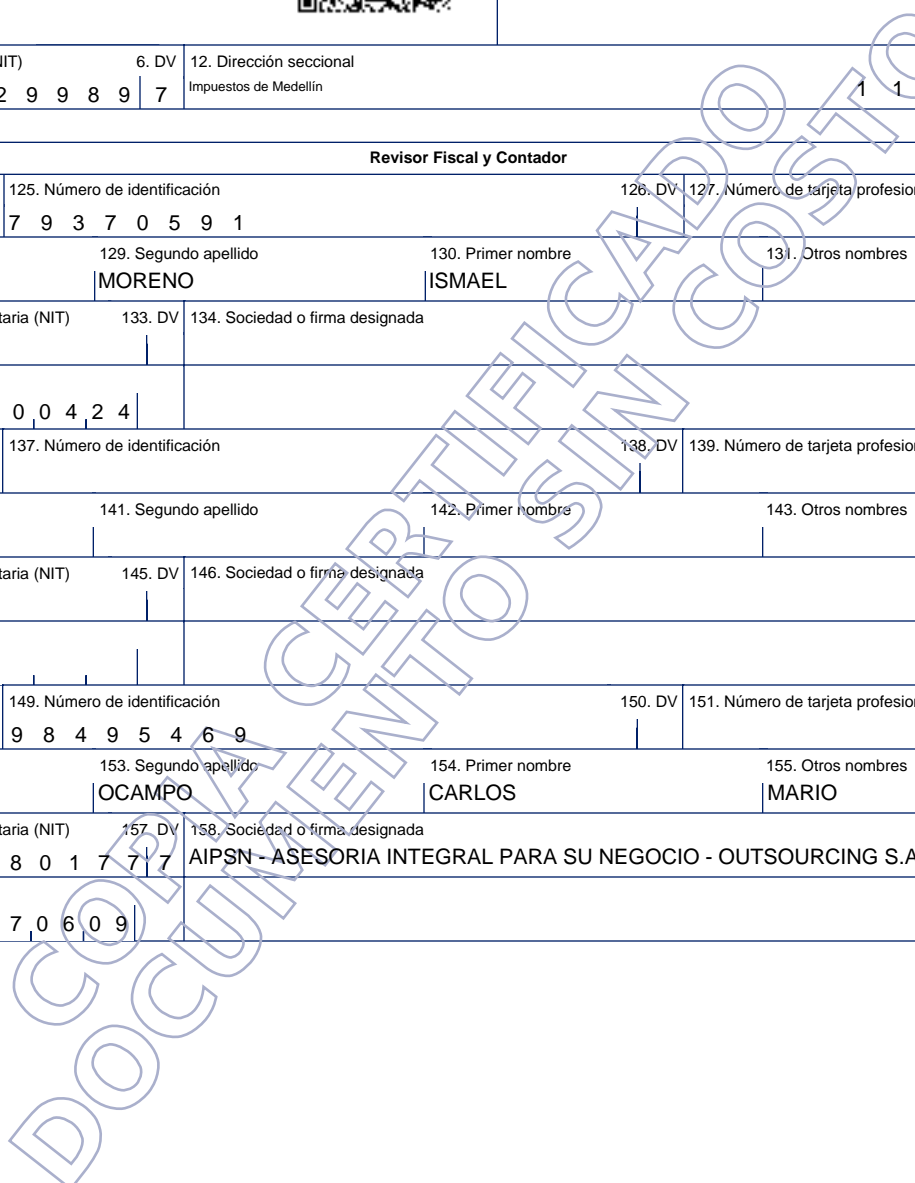 IT) 6. DV 12. Dirección seccional
2 9 9 8 9 7 Impuestos de Medellín 1 1
Revisor Fiscal y Contador
125. Número de identificación 126. DV 127. Número de tarjeta
7 9 3 7 0 5 9 1
129. Segundo apellido 130. Primer nombre 131. Otros nombres
MORENO ISMAEL
taria (NIT) 133. DV 134. Sociedad o firma designada
0 0 4 2 4
137. Número de identificación 138. DV 139. Número de tarjeta
141. Segundo apellido 142. Primer nombre 143. Otros nombres
taria (NIT) 145. DV 146. Sociedad o firma designada
149. Número de identificación 150. DV 151. Número de tarjeta
9 8 4 9 5 4 6 9
153. Segundo apellido 154. Primer nombre 155. Otros nombres
OCAMPO CARLOS MARIO
taria (NIT) 157. DV 158. Sociedad o firma designada
8 0 1 7 7 7 AIPSN - ASESORIA INTEGRAL PARA SU NEGOCIO - OUTSOURCING S.A
7 0 6 0 9
COPIA CERTIFICADO
DOCUMENTO SIN COSTO